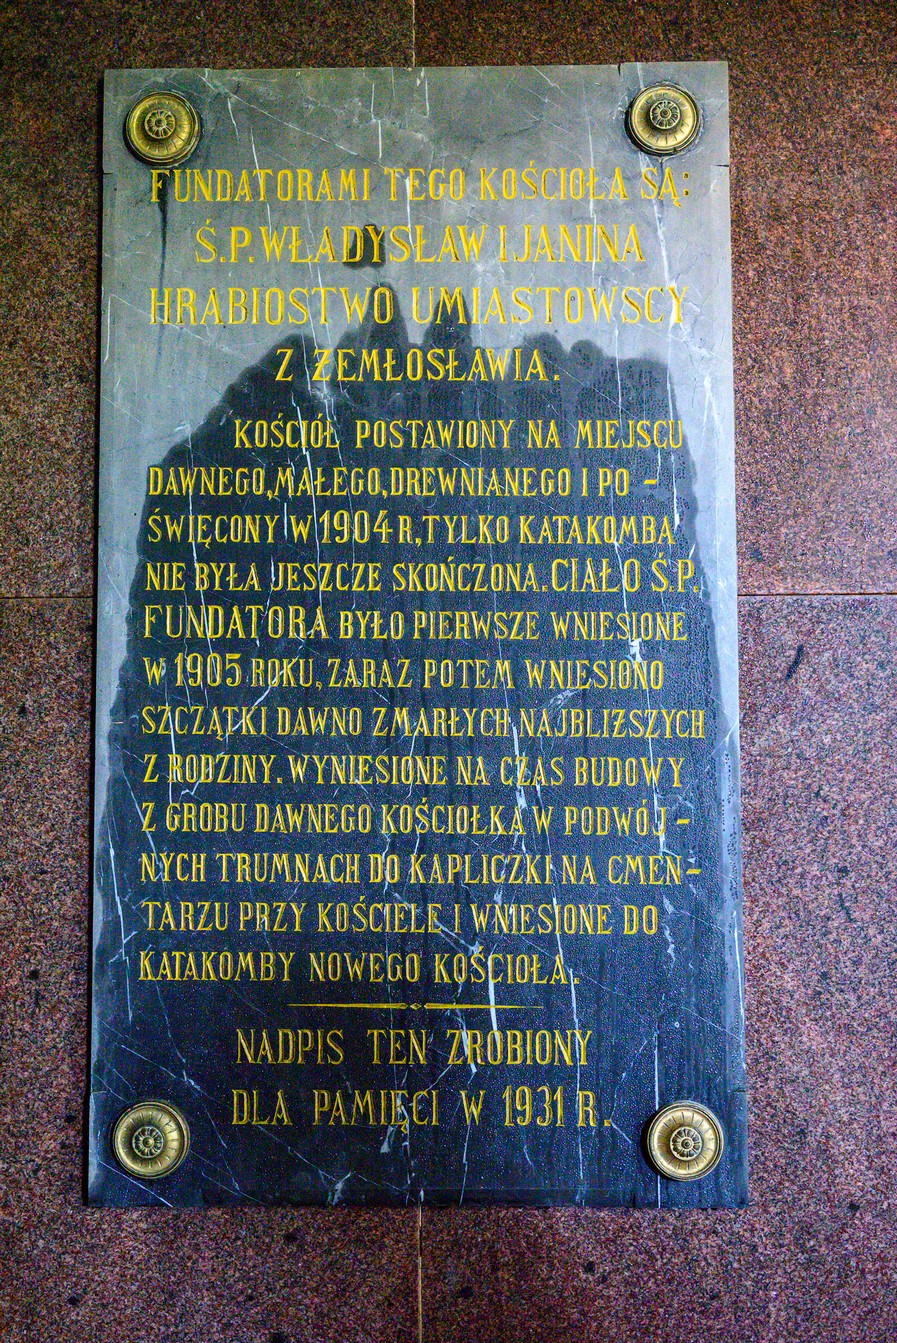 FUNDATORAMI TEGO KOŚCIOŁA SĄ:
Ś.P. WŁADYSŁAW I JANINA
HRABIOSTWO UMIASTOWSCY
Z ŻEMŁOSŁAWIA.
KOŚCIÓŁ POSTAWIONY NA MIEJSCU
DAWNEGO, MAŁEGO, DREWNIANEGO I PO-
ŚWIĘCONY W 1904 R., TYLKO KATAKOMBA
NIE BYŁA JESZCZE SKOŃCZONA. CIAŁO Ś.P.
FUNDATORA BYŁO PIERWSZE WNIESIONE
W 1905 ROKU, ZARAZ POTEM WNIESIONO
SZCZĄTKI DAWNO ZMARŁYCH NAJBLIŻSZYCH
Z RODZINY. WYNIESIONE NA CZAS BUDOWY
Z GROBU DAWNEGO KOŚCIOŁKA W PODWÓJ-
NYCH TRUMNACH DO KAPLICZKI NA CMEN-
TARZU PRZY KOŚCIELE I WNIESIONE DO
KATAKOMBY NOWEGO KOŚCIOŁA.
NADPIS TEN ZROBIONY
DLA PAMIĘCI W 1931 R.